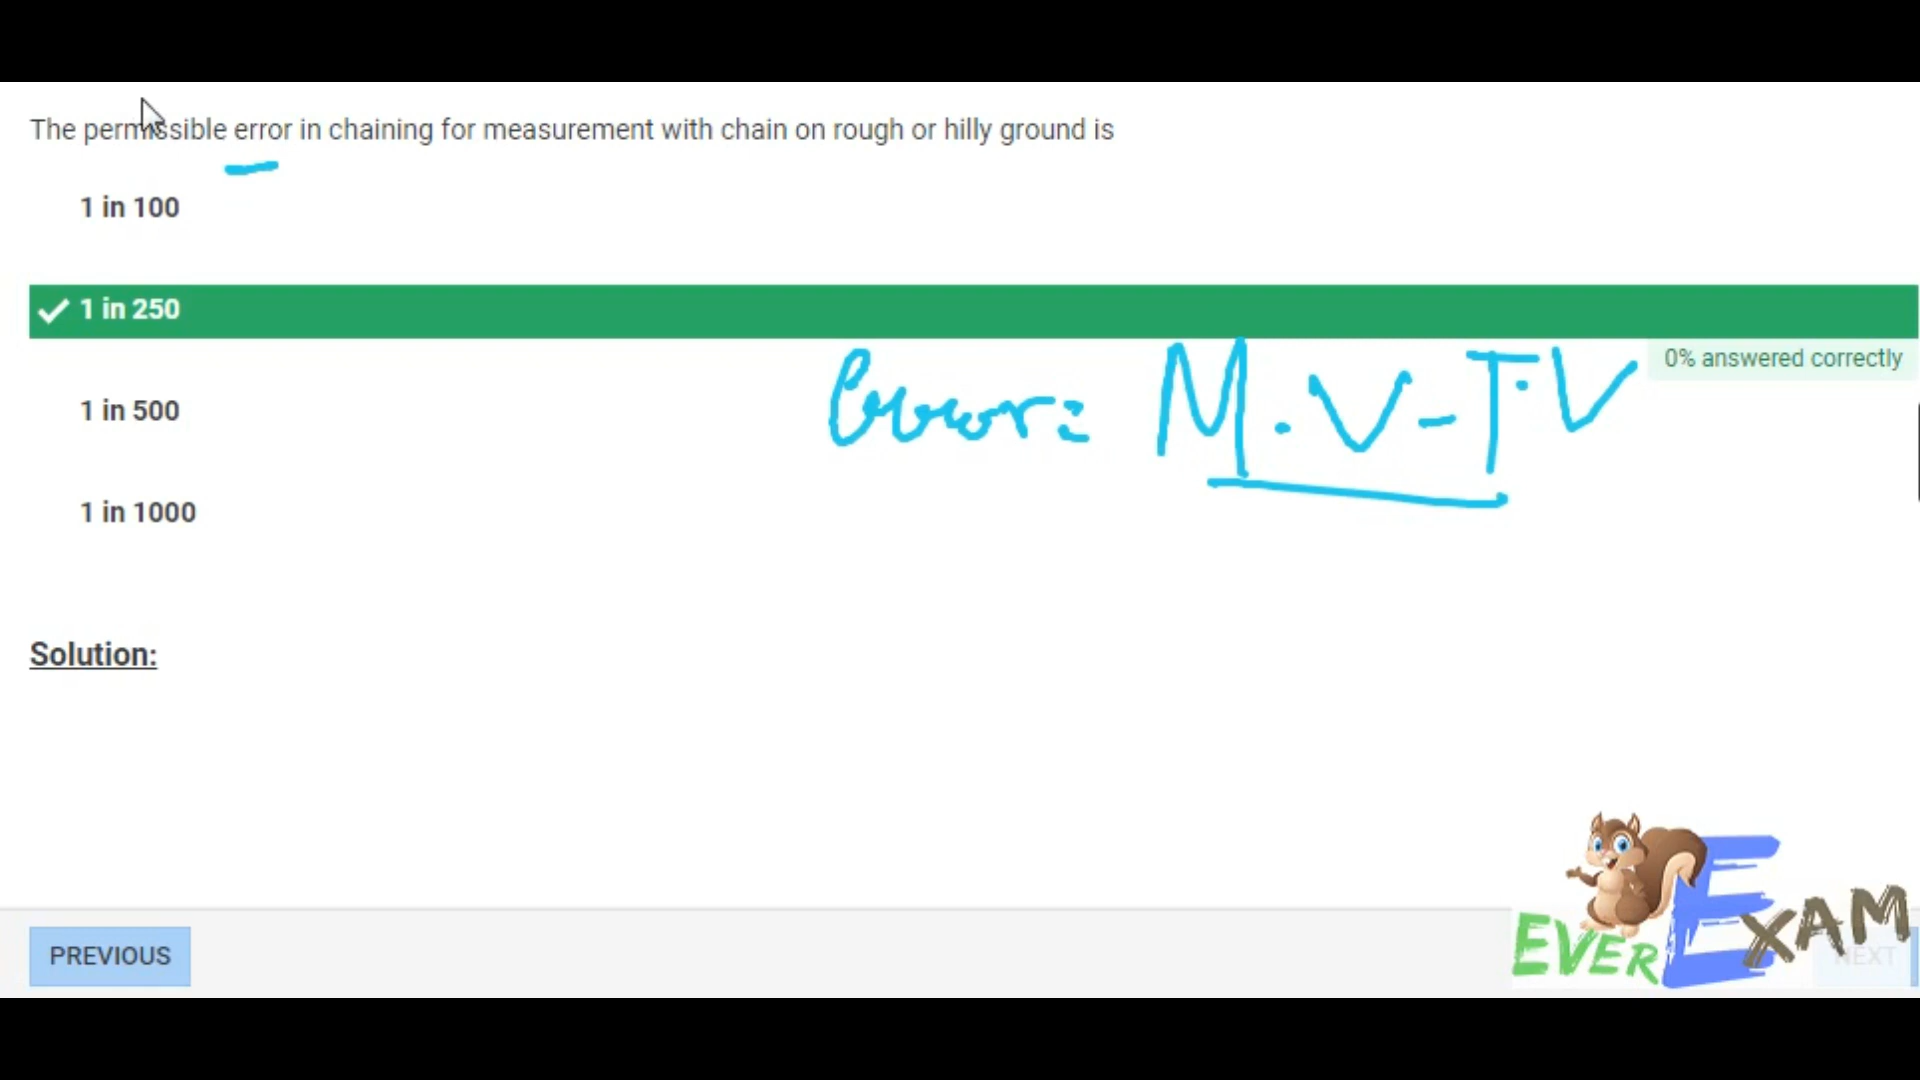 The permissible error in chaining for measurement with chain on rough or hilly ground is
1 in 100
1 in 250
0% answered correctly
error = M.V - T.V
1 in 500
1 in 1000
Solution:
PREVIOUS
EVER EXAM
NEXT